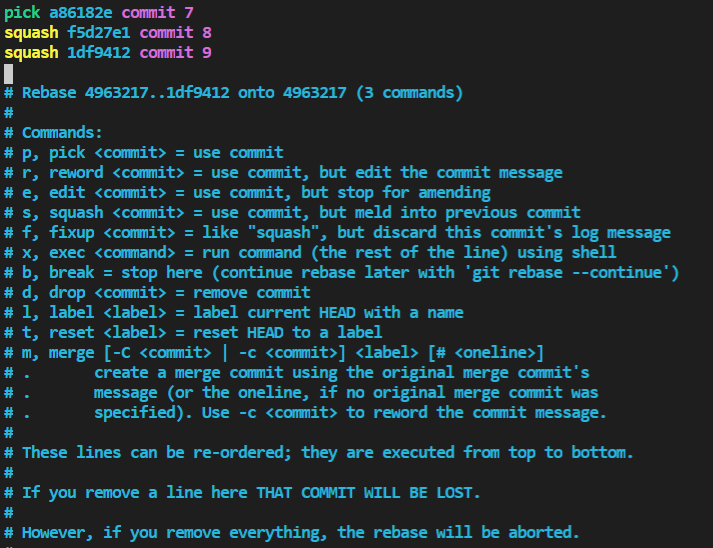 pick a86182e commit 7
squash f5d27e1 commit 8
squash 1df9412 commit 9
# Rebase 4963217..1df9412 onto 4963217 (3 commands)
#
# Commands:
# p, pick <commit> = use commit
# r, reword <commit> = use commit, but edit the commit message
# e, edit <commit> = use commit, but stop for amending
# s, squash <commit> = use commit, but meld into previous commit
# f, fixup <commit> = like "squash", but discard this commit's log message
# x, exec <command> = run command (the rest of the line) using shell
# b, break = stop here (continue rebase later with 'git rebase --continue')
# d, drop <commit> = remove commit
# l, label <label> = label current HEAD with a name
# t, reset <label> = reset HEAD to a label
# m, merge [-C <commit> | -c <commit>] <label> [# <oneline>]
# .       create a merge commit using the original merge commit's
# .       message (or the oneline, if no original merge commit was
# .       specified). Use -c <commit> to reword the commit message.
#
# These lines can be re-ordered; they are executed from top to bottom.
#
# If you remove a line here THAT COMMIT WILL BE LOST.
#
# However, if you remove everything, the rebase will be aborted.
#